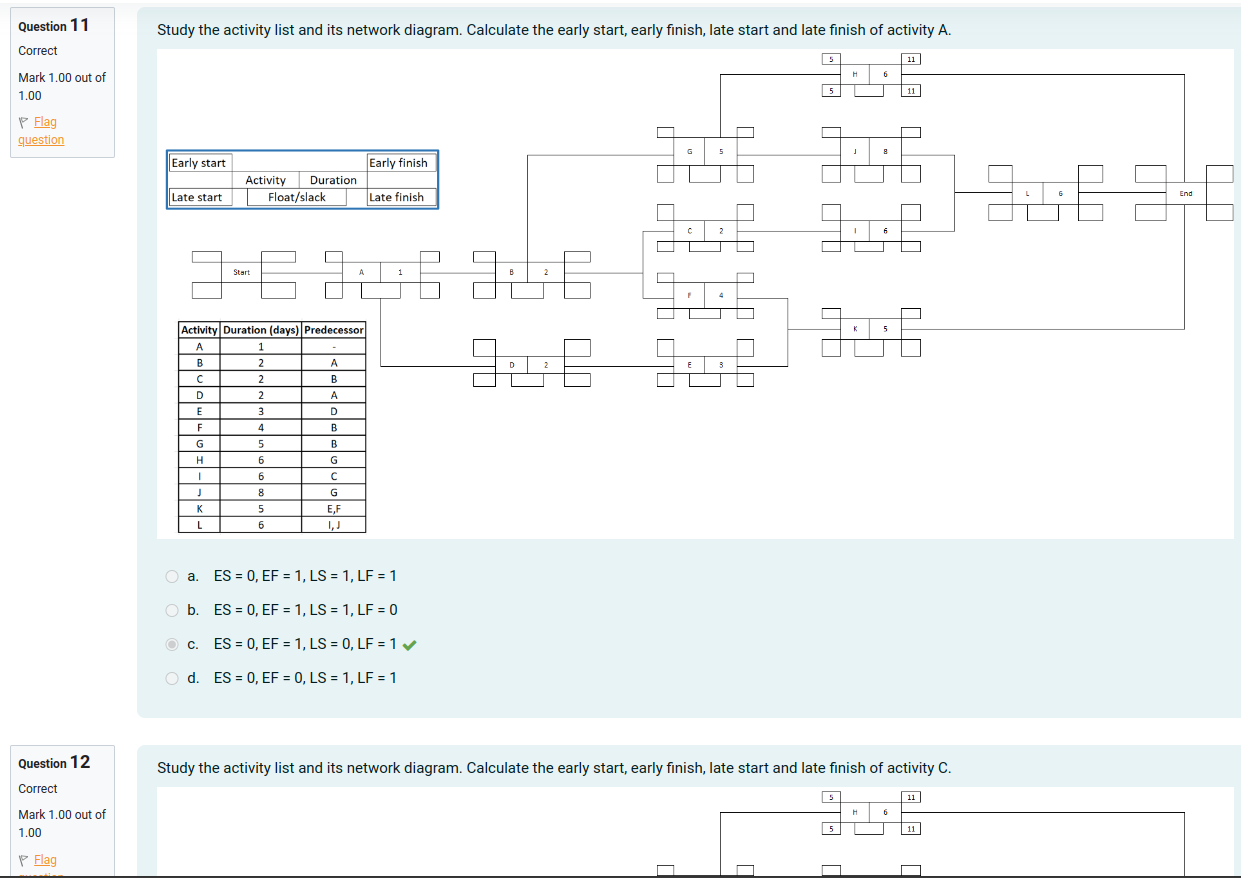 Question 11
Correct
Mark 1.00 out of
1.00
Flag
question
Study the activity list and its network diagram. Calculate the early start, early finish, late start and late finish of activity A.
5 11
H 6
5 11
G 5
J 8
Early start Early finish
Activity Duration
Late start Float/slack Late finish
L 6
End
C 2
I 6
Start
A 1
B 2
F 4
K 5
D 2
E 3
Activity Duration (days) Predecessor
A 1 -
B 2 A
C 2 B
D 2 A
E 3 D
F 4 B
G 5 B
H 6 G
I 6 C
J 8 G
K 5 E,F
L 6 I, J
a. ES = 0, EF = 1, LS = 1, LF = 1
b. ES = 0, EF = 1, LS = 1, LF = 0
c. ES = 0, EF = 1, LS = 0, LF = 1
d. ES = 0, EF = 0, LS = 1, LF = 1
Question 12
Correct
Mark 1.00 out of
1.00
Flag
Study the activity list and its network diagram. Calculate the early start, early finish, late start and late finish of activity C.
5 11
H 6
5 11